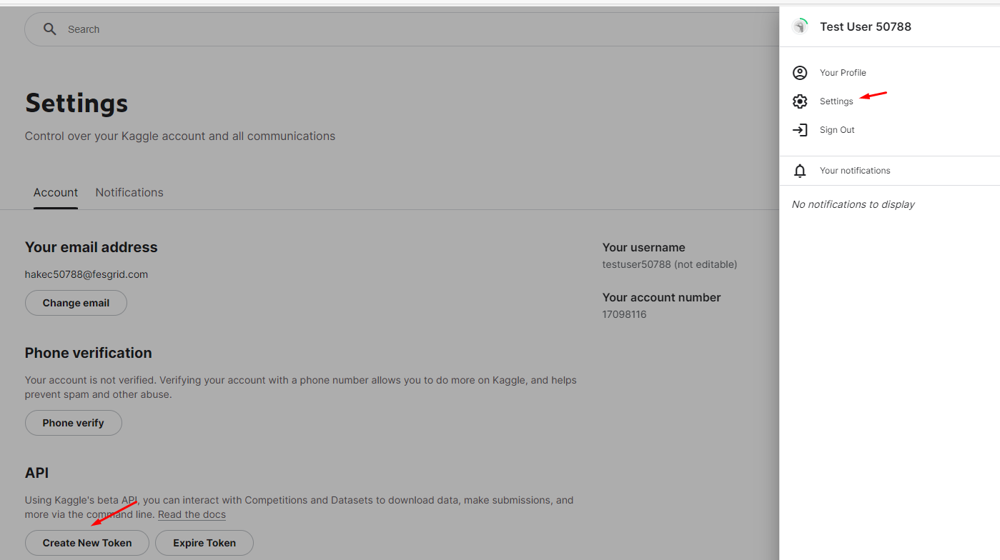 Search
Settings
Control over your Kaggle account and all communications
Account
Notifications
Your email address
hakec50788@fesgrid.com
Change email
Your username
testuser50788 (not editable)
Your account number
17098116
Phone verification
Your account is not verified. Verifying your account with a phone number allows you to do more on Kaggle, and helps
prevent spam and other abuse.
Phone verify
API
Using Kaggle's beta API, you can interact with Competitions and Datasets to download data, make submissions, and
more via the command line. Read the docs
Create New Token
Expire Token
Test User 50788
Your Profile
Settings
Sign Out
Your notifications
No notifications to display